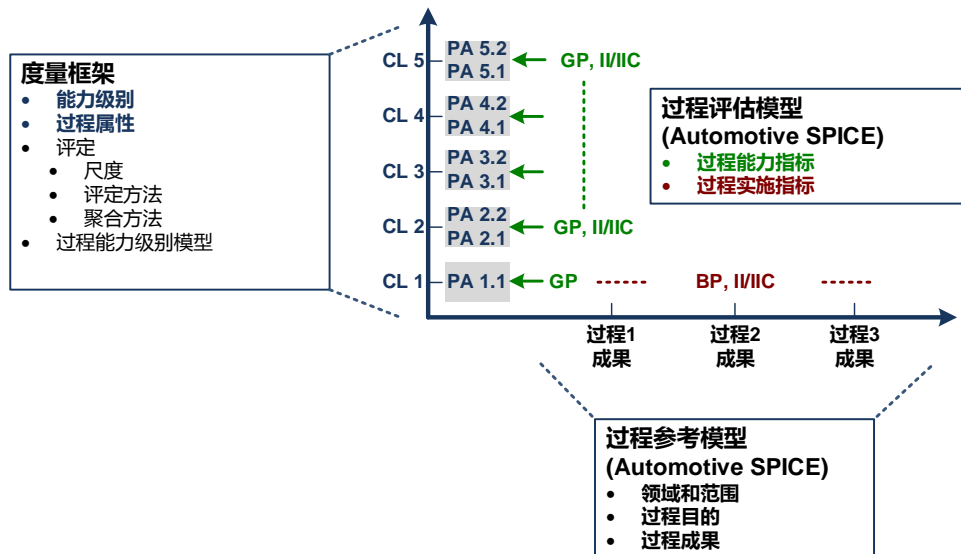 度量框架
• 能力级别
• 过程属性
• 评定
• 尺度
• 评定方法
• 聚合方法
• 过程能力级别模型
CL 5
PA 5.2
PA 5.1
GP, II/IIC
CL 4
PA 4.2
PA 4.1
CL 3
PA 3.2
PA 3.1
CL 2
PA 2.2
PA 2.1
GP, II/IIC
CL 1
PA 1.1
GP
BP, II/IIC
过程评估模型
(Automotive SPICE)
• 过程能力指标
• 过程实施指标
过程1
成果
过程2
成果
过程3
成果
过程参考模型
(Automotive SPICE)
• 领域和范围
• 过程目的
• 过程成果